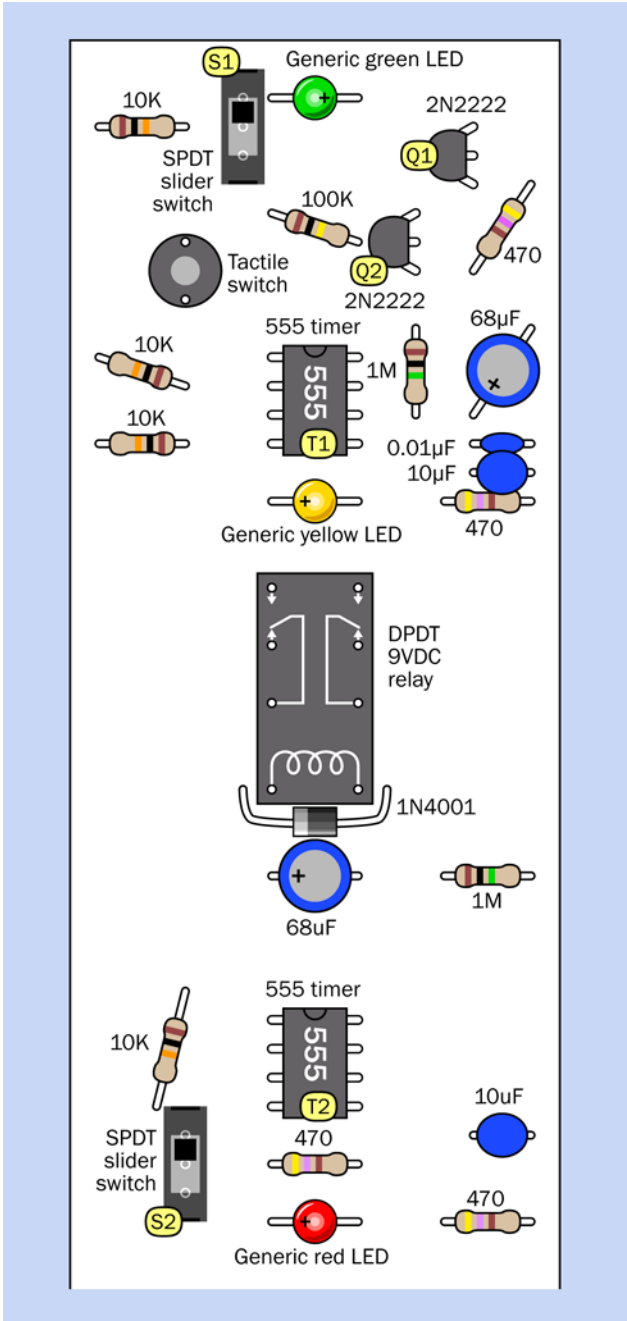 S1
Generic green LED
10K
2N2222
Q1
SPDT
slider
switch
100K
470
Q2
Tactile
switch
2N2222
555 timer
68µF
10K
1M
555
10K
T1
0.01µF
10µF
470
Generic yellow LED
DPDT
9VDC
relay
1N4001
1M
68uF
555 timer
10K
555
10uF
T2
SPDT
slider
switch
470
470
S2
Generic red LED